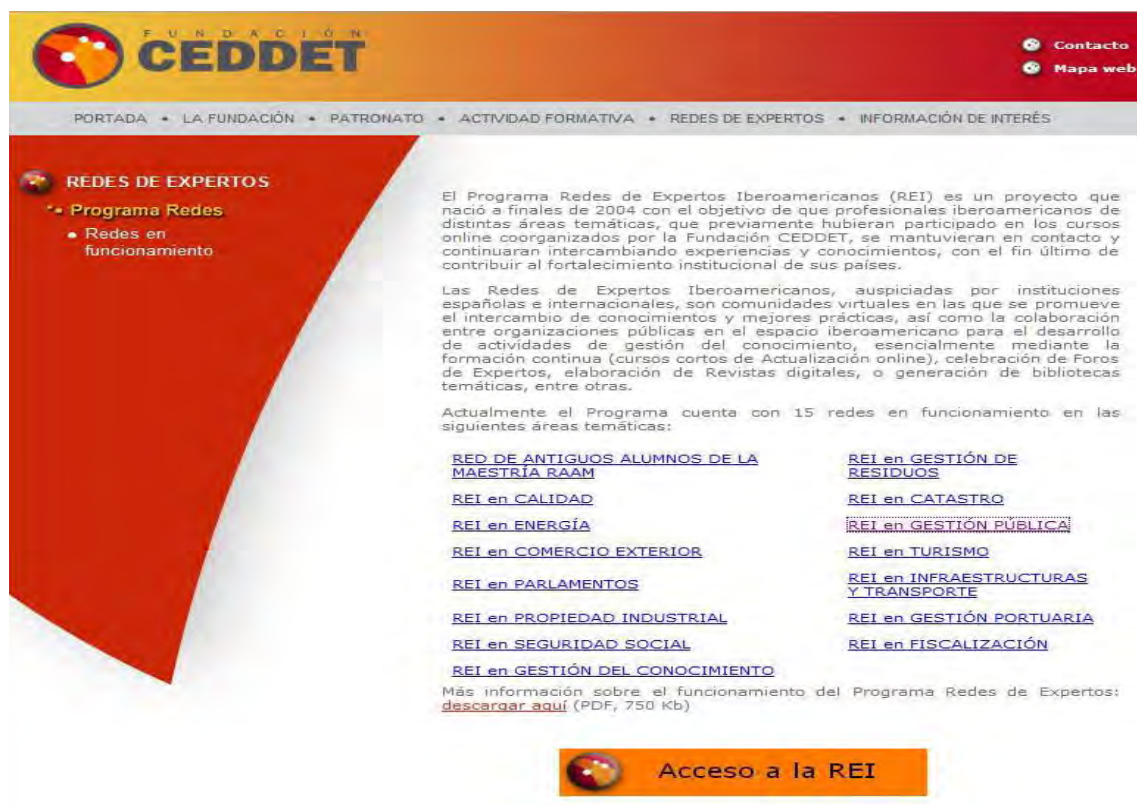 FUNDACIÓN
CEDDET
Contacto
Mapa web
PORTADA • LA FUNDACIÓN • PATRONATO • ACTIVIDAD FORMATIVA • REDES DE EXPERTOS • INFORMACIÓN DE INTERÉS
REDES DE EXPERTOS
Programa Redes
• Redes en
funcionamiento
El Programa Redes de Expertos Iberoamericanos (REI) es un proyecto que
nació a finales de 2004 con el objetivo de que profesionales iberoamericanos de
distintas áreas temáticas, que previamente hubieran participado en los cursos
online coorganizados por la Fundación CEDDET, se mantuvieran en contacto y
continuaran intercambiando experiencias y conocimientos, con el fin último de
contribuir al fortalecimiento institucional de sus países.
Las Redes de Expertos Iberoamericanos, auspiciadas por instituciones
españolas e internacionales, son comunidades virtuales en las que se promueve
el intercambio de conocimientos y mejores prácticas, así como la colaboración
entre organizaciones públicas en el espacio iberoamericano para el desarrollo
de actividades de gestión del conocimiento, esencialmente mediante la
formación continua (cursos cortos de Actualización online), celebración de Foros
de Expertos, elaboración de Revistas digitales, o generación de bibliotecas
temáticas, entre otras.
Actualmente el Programa cuenta con 15 redes en funcionamiento en las
siguientes áreas temáticas:
RED DE ANTIGUOS ALUMNOS DE LA
MAESTRÍA RAAM
REI en GESTIÓN DE
RESIDUOS
REI en CALIDAD
REI en CATASTRO
REI en ENERGÍA
REI en GESTIÓN PÚBLICA
REI en COMERCIO EXTERIOR
REI en TURISMO
REI en PARLAMENTOS
REI en INFRAESTRUCTURAS
Y TRANSPORTE
REI en PROPIEDAD INDUSTRIAL
REI en GESTIÓN PORTUARIA
REI en SEGURIDAD SOCIAL
REI en FISCALIZACIÓN
REI en GESTIÓN DEL CONOCIMIENTO
Más información sobre el funcionamiento del Programa Redes de Expertos:
descargar aquí (PDF, 750 Kb)
Acceso a la REI